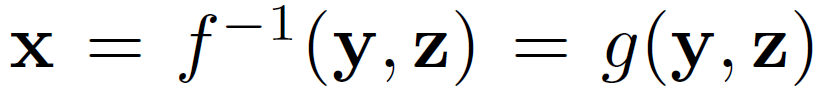 𝐱 = f⁻¹(𝐲, 𝐳) = g(𝐲, 𝐳)